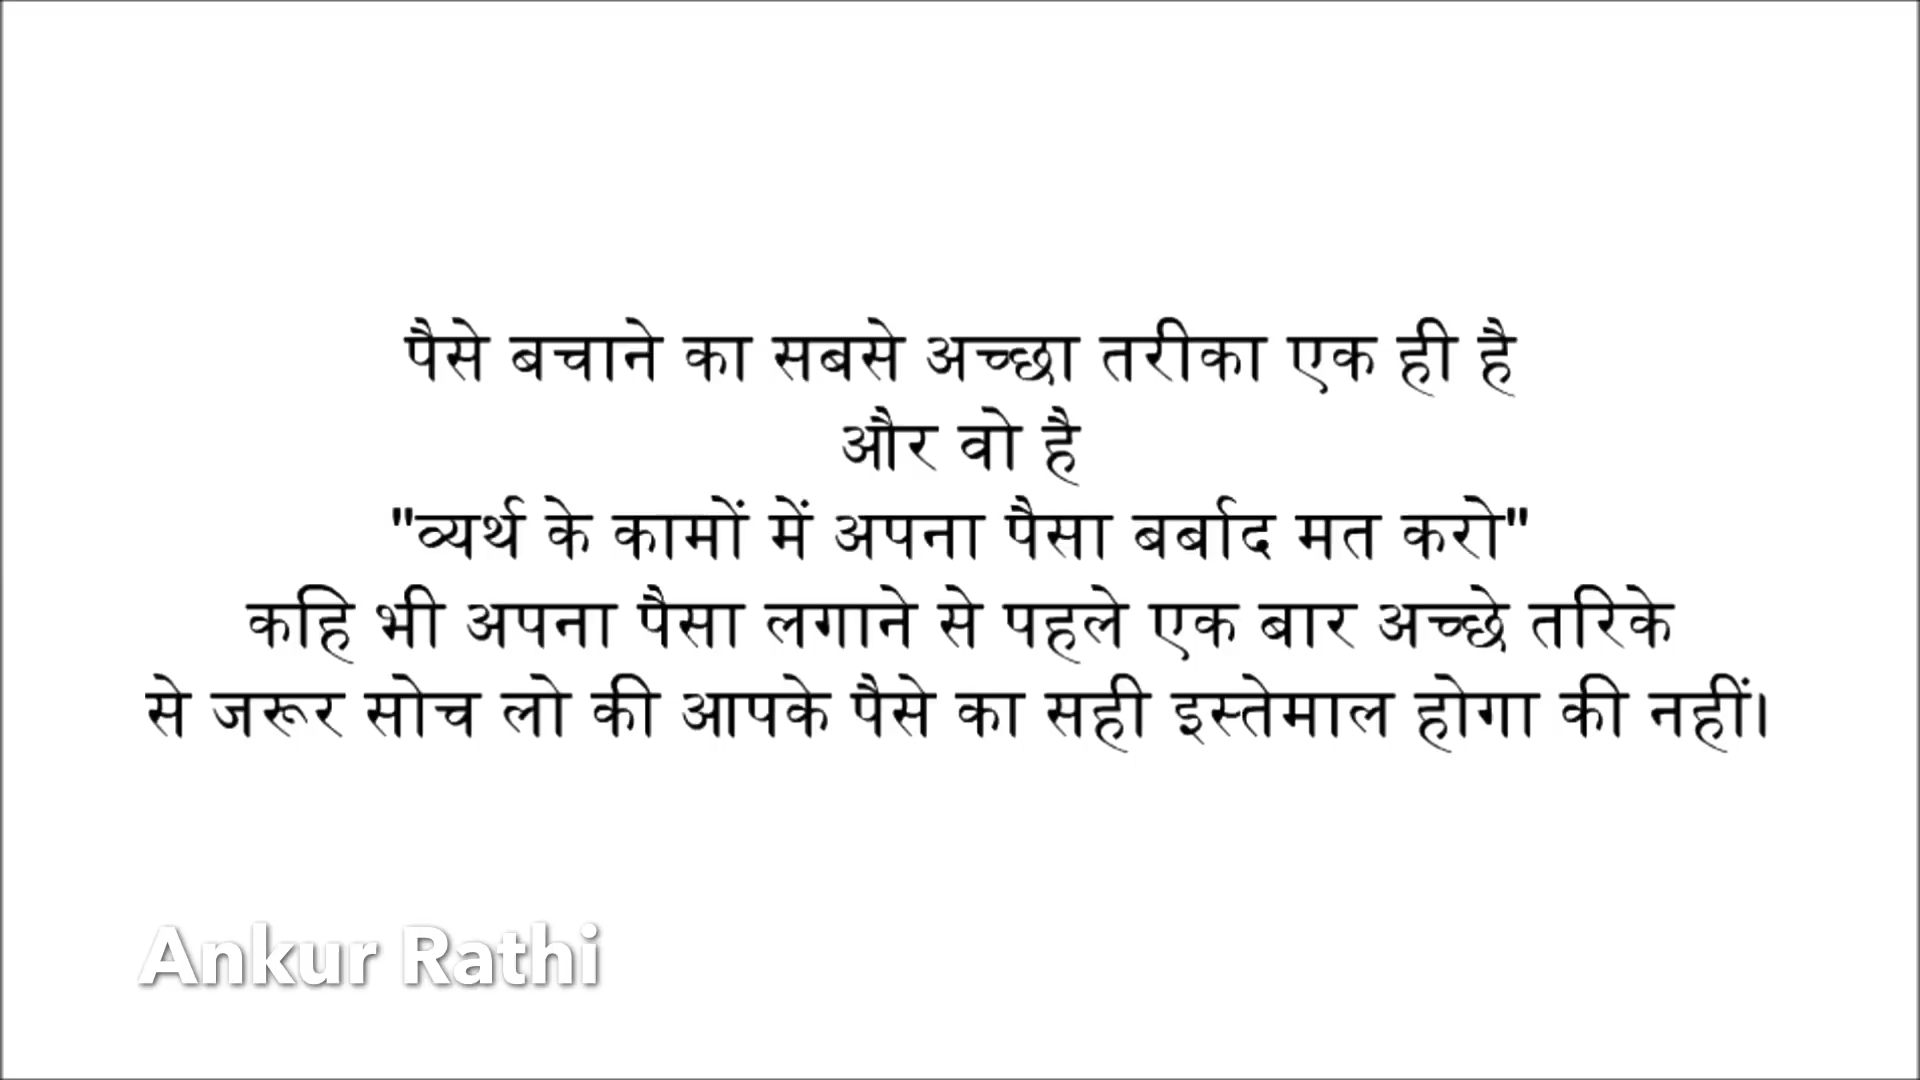 पैसे बचाने का सबसे अच्छा तरीका एक ही है
और वो है
"व्यर्थ के कामों में अपना पैसा बर्बाद मत करो"
कहि भी अपना पैसा लगाने से पहले एक बार अच्छे तरिके
से जरूर सोच लो की आपके पैसे का सही इस्तेमाल होगा की नहीं।
Ankur Rathi